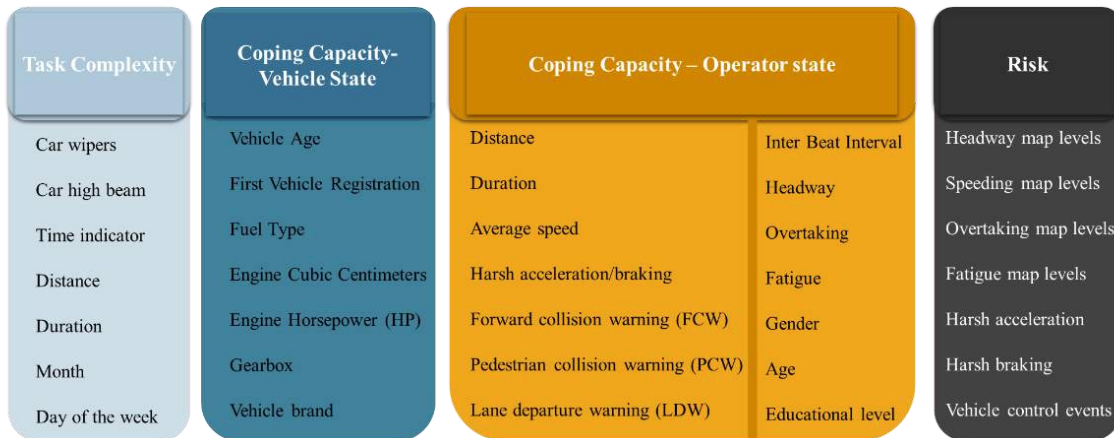 Task Complexity
Car wipers
Car high beam
Time indicator
Distance
Duration
Month
Day of the week
Coping Capacity-
Vehicle State
Vehicle Age
First Vehicle Registration
Fuel Type
Engine Cubic Centimeters
Engine Horsepower (HP)
Gearbox
Vehicle brand
Coping Capacity – Operator state
Distance
Duration
Average speed
Harsh acceleration/braking
Forward collision warning (FCW)
Pedestrian collision warning (PCW)
Lane departure warning (LDW)
Inter Beat Interval
Headway
Overtaking
Fatigue
Gender
Age
Educational level
Risk
Headway map levels
Speeding map levels
Overtaking map levels
Fatigue map levels
Harsh acceleration
Harsh braking
Vehicle control events